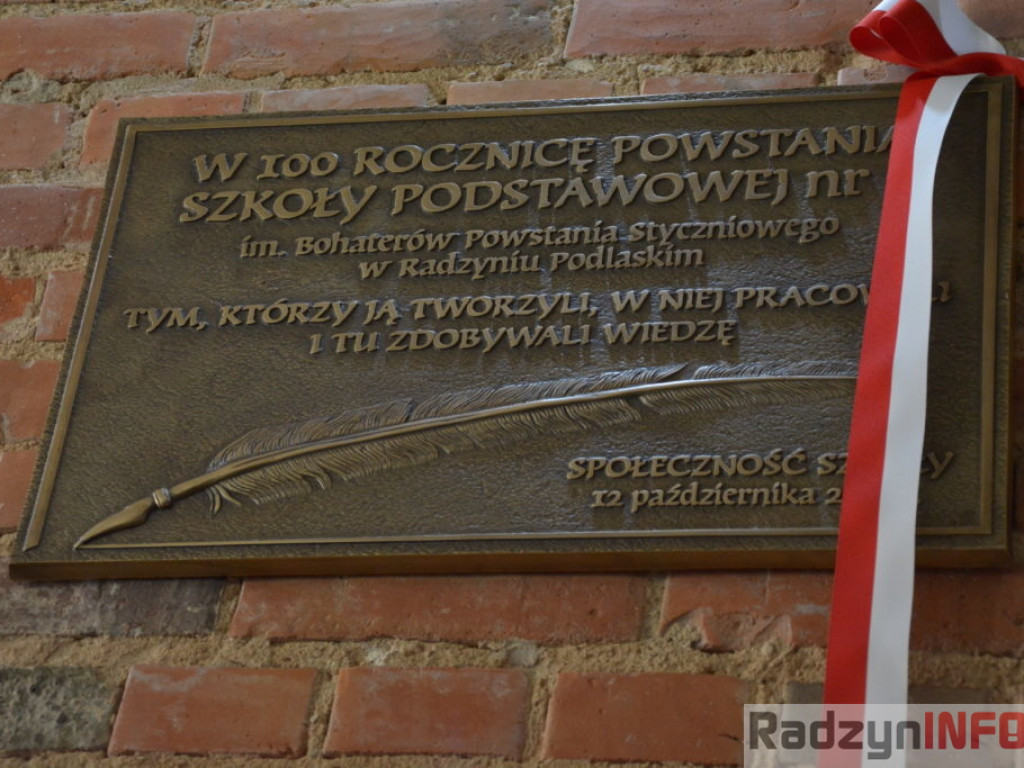 W 100 ROCZNICĘ POWSTANIA
SZKOŁY PODSTAWOWEJ nr
im. Bohaterów Powstania Styczniowego
w Radzyniu Podlaskim
TYM, KTÓRZY JĄ TWORZYLI, W NIEJ PRACOWALI
I TU ZDOBYWALI WIEDZĘ
SPOŁECZNOŚĆ
12 października
RadzynINFO